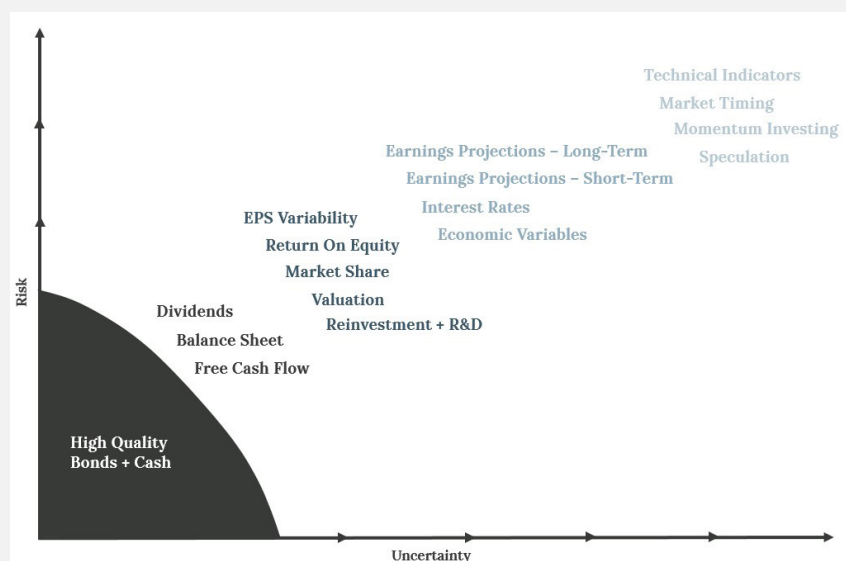 Technical Indicators
Market Timing
Momentum Investing
Speculation
Earnings Projections – Long-Term
Earnings Projections – Short-Term
Interest Rates
Economic Variables
EPS Variability
Return On Equity
Market Share
Valuation
Reinvestment + R&D
Dividends
Balance Sheet
Free Cash Flow
High Quality
Bonds + Cash
Risk
Uncertainty